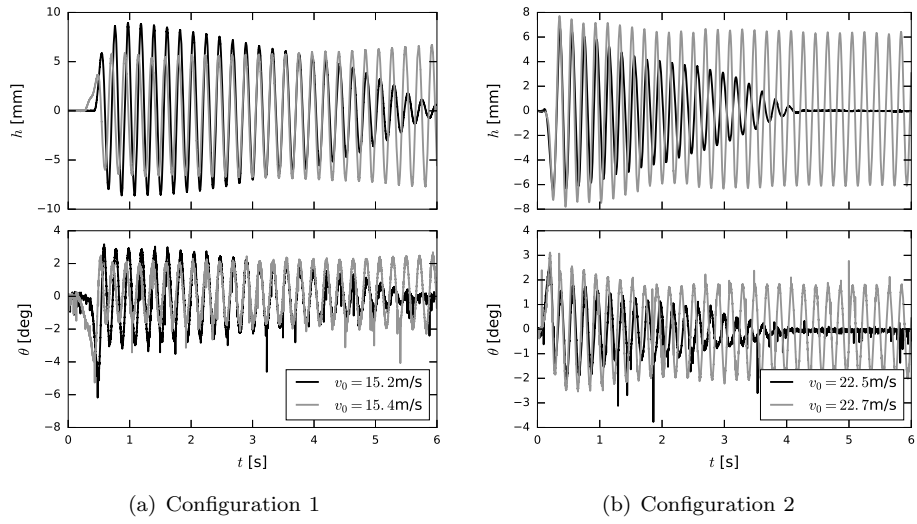 10
5
0
−5
−10
h [mm]
4
2
0
−2
−4
−6
−8
θ [deg]
v₀ = 15.2m/s
v₀ = 15.4m/s
0 1 2 3 4 5 6
t [s]
(a) Configuration 1
8
6
4
2
0
−2
−4
−6
−8
h [mm]
4
3
2
1
0
−1
−2
−3
−4
θ [deg]
v₀ = 22.5m/s
v₀ = 22.7m/s
0 1 2 3 4 5 6
t [s]
(b) Configuration 2